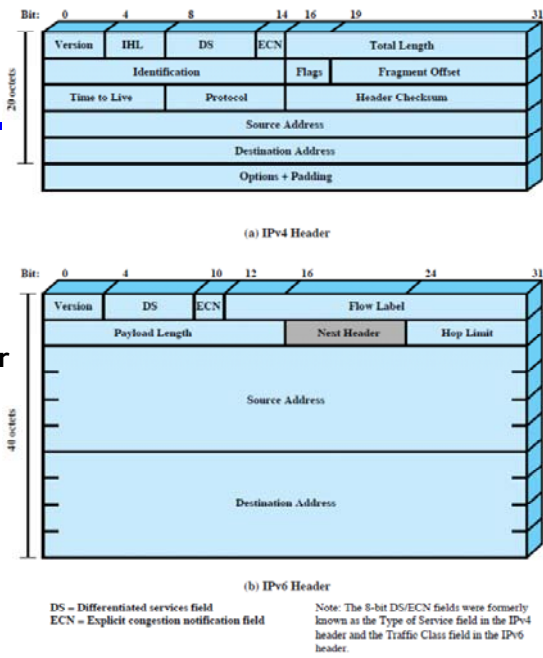 Bit: 0 4 8 14 16 19 31
Version IHL DS ECN Total Length
Identification Flags Fragment Offset
Time to Live Protocol Header Checksum
Source Address
Destination Address
Options + Padding
20 octets
(a) IPv4 Header
Bit: 0 4 10 12 16 24 31
Version DS ECN Flow Label
Payload Length Next Header Hop Limit
r
Source Address
Destination Address
40 octets
(b) IPv6 Header
DS = Differentiated services field
ECN = Explicit congestion notification field
Note: The 8-bit DS/ECN fields were formerly
known as the Type of Service field in the IPv4
header and the Traffic Class field in the IPv6
header.